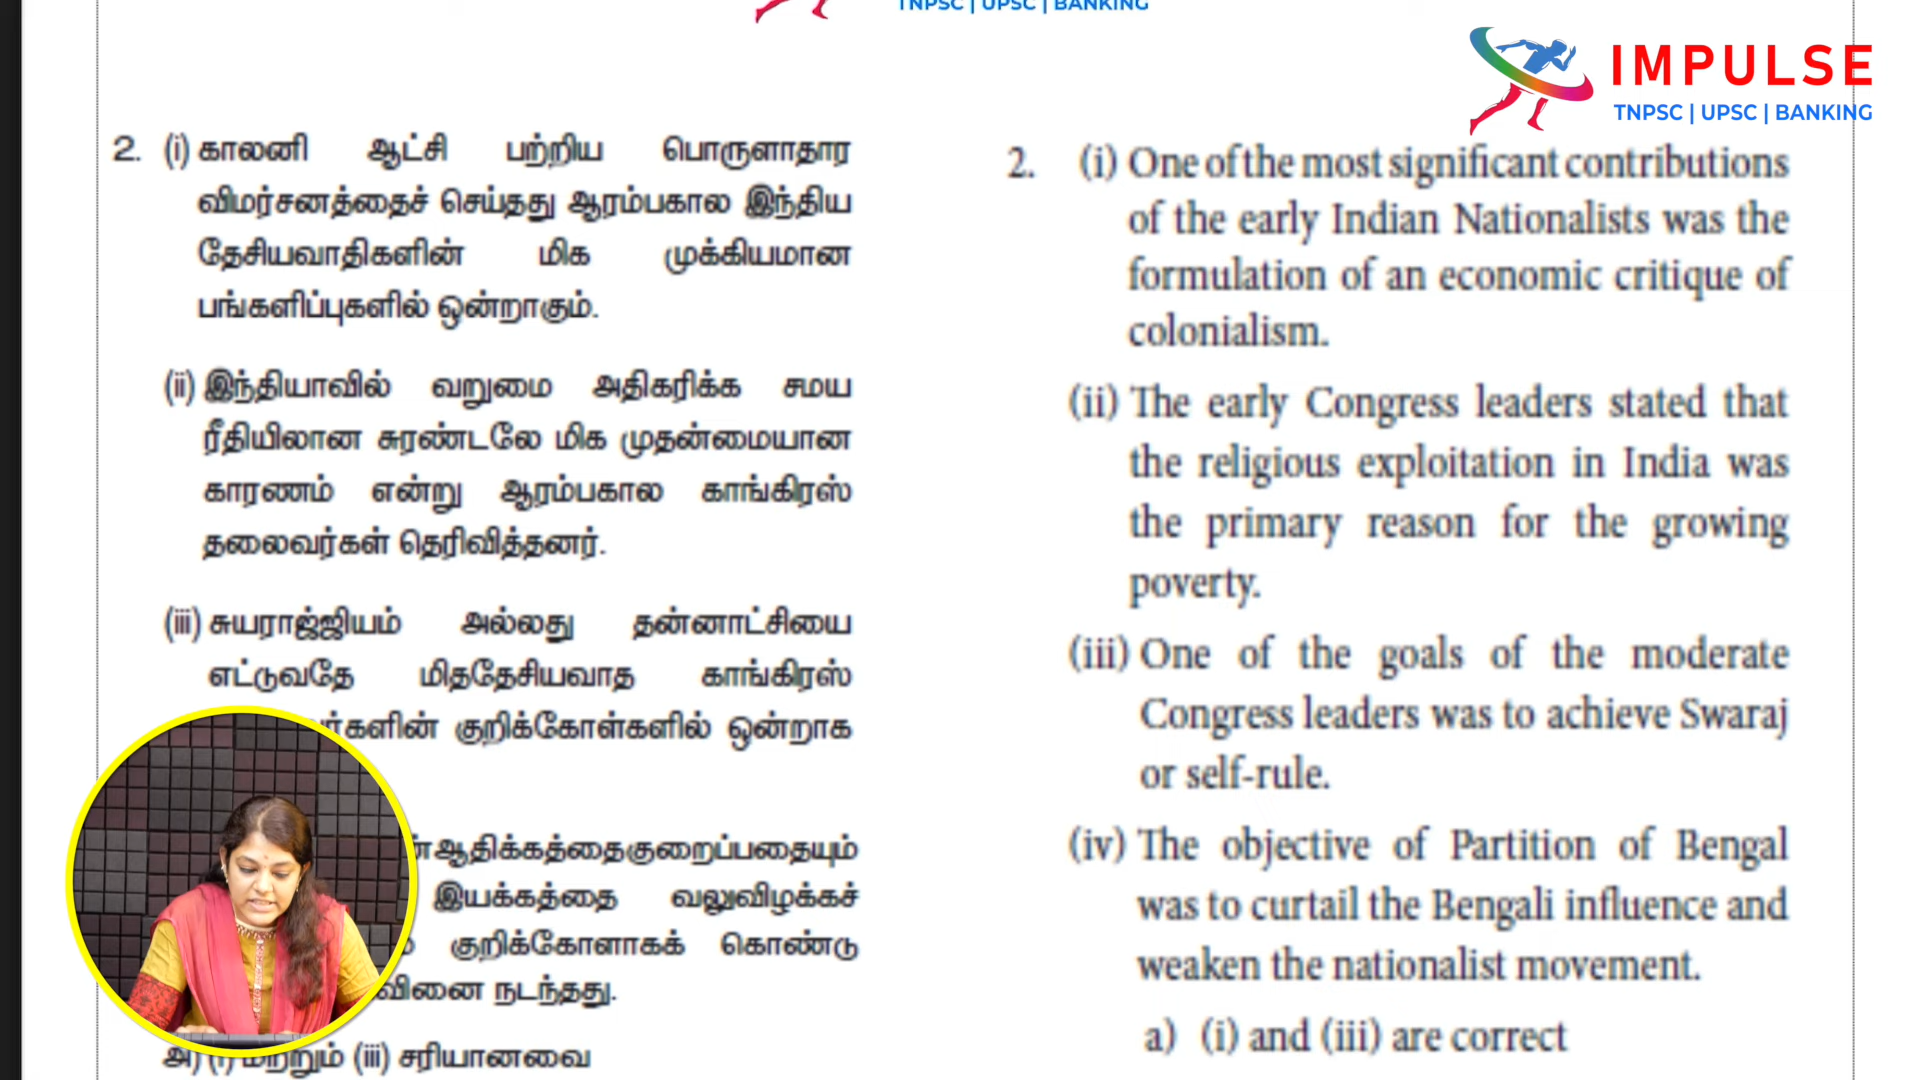 TNPSC | UPSC | BANKING
IMPULSE
TNPSC | UPSC | BANKING
2. (i) காலனி ஆட்சி பற்றிய பொருளாதார
விமர்சனத்தைச் செய்தது ஆரம்பகால இந்திய
தேசியவாதிகளின் மிக முக்கியமான
பங்களிப்புகளில் ஒன்றாகும்.
(ii) இந்தியாவில் வறுமை அதிகரிக்க சமய
ரீதியிலான சுரண்டலே மிக முதன்மையான
காரணம் என்று ஆரம்பகால காங்கிரஸ்
தலைவர்கள் தெரிவித்தனர்.
(iii) சுயராஜ்ஜியம் அல்லது தன்னாட்சியை
எட்டுவதே மிததேசியவாத காங்கிரஸ்
ர்களின் குறிக்கோள்களில் ஒன்றாக
ஆதிக்கத்தைகுறைப்பதையும்
இயக்கத்தை வலுவிழக்கச்
குறிக்கோளாகக் கொண்டு
வினை நடந்தது.
அ) (i) மற்றும் (iii) சரியானவை
2. (i) One of the most significant contributions
of the early Indian Nationalists was the
formulation of an economic critique of
colonialism.
(ii) The early Congress leaders stated that
the religious exploitation in India was
the primary reason for the growing
poverty.
(iii) One of the goals of the moderate
Congress leaders was to achieve Swaraj
or self-rule.
(iv) The objective of Partition of Bengal
was to curtail the Bengali influence and
weaken the nationalist movement.
a) (i) and (iii) are correct